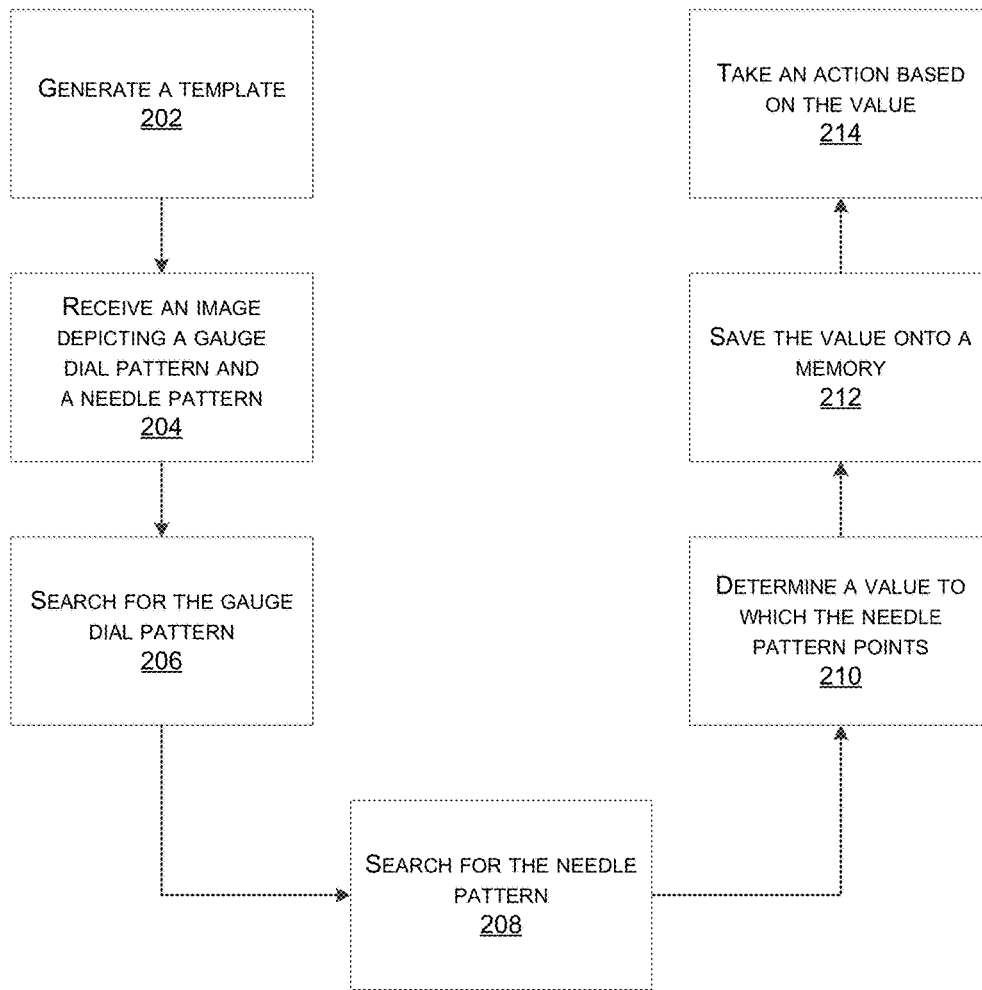 GENERATE A TEMPLATE
202
RECEIVE AN IMAGE
DEPICTING A GAUGE
DIAL PATTERN AND
A NEEDLE PATTERN
204
SEARCH FOR THE GAUGE
DIAL PATTERN
206
SEARCH FOR THE NEEDLE
PATTERN
208
DETERMINE A VALUE TO
WHICH THE NEEDLE
PATTERN POINTS
210
SAVE THE VALUE ONTO A
MEMORY
212
TAKE AN ACTION BASED
ON THE VALUE
214